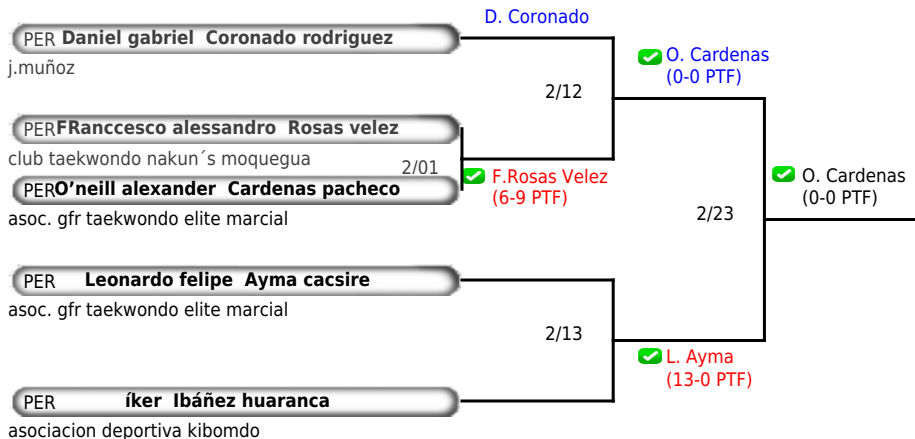 D. Coronado
PER Daniel gabriel Coronado rodriguez
j.muñoz
O. Cardenas
(0-0 PTF)
2/12
PER FRanccesco alessandro Rosas velez
club taekwondo nakun´s moquegua
2/01
F.Rosas Velez
(6-9 PTF)
PER O’neill alexander Cardenas pacheco
asoc. gfr taekwondo elite marcial
O. Cardenas
(0-0 PTF)
2/23
PER Leonardo felipe Ayma cacsire
asoc. gfr taekwondo elite marcial
2/13
L. Ayma
(13-0 PTF)
PER íker Ibáñez huaranca
asociacion deportiva kibomdo